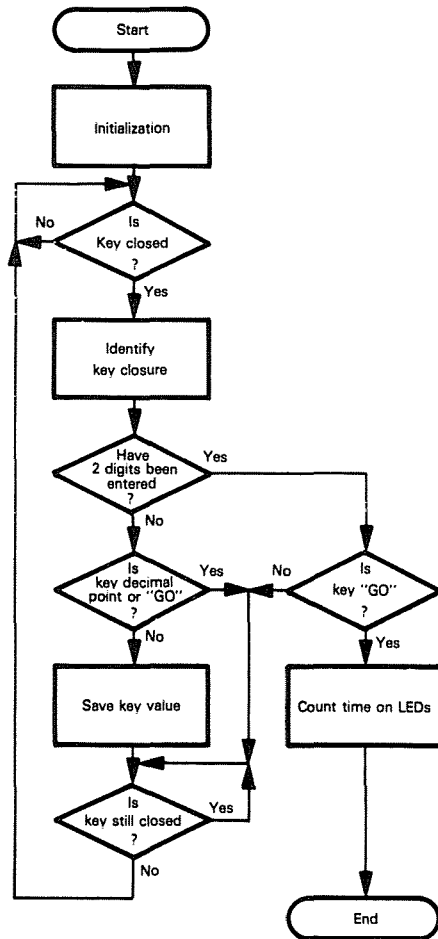 Start
Initialization
No
Is
Key closed
?
Yes
Identify
key closure
Have
2 digits been
entered
?
Yes
No
Is
key decimal
point or "GO"
?
Yes
No
No
Is
key "GO"
?
Yes
Save key value
Count time on LEDs
Is
key still closed
?
Yes
No
End